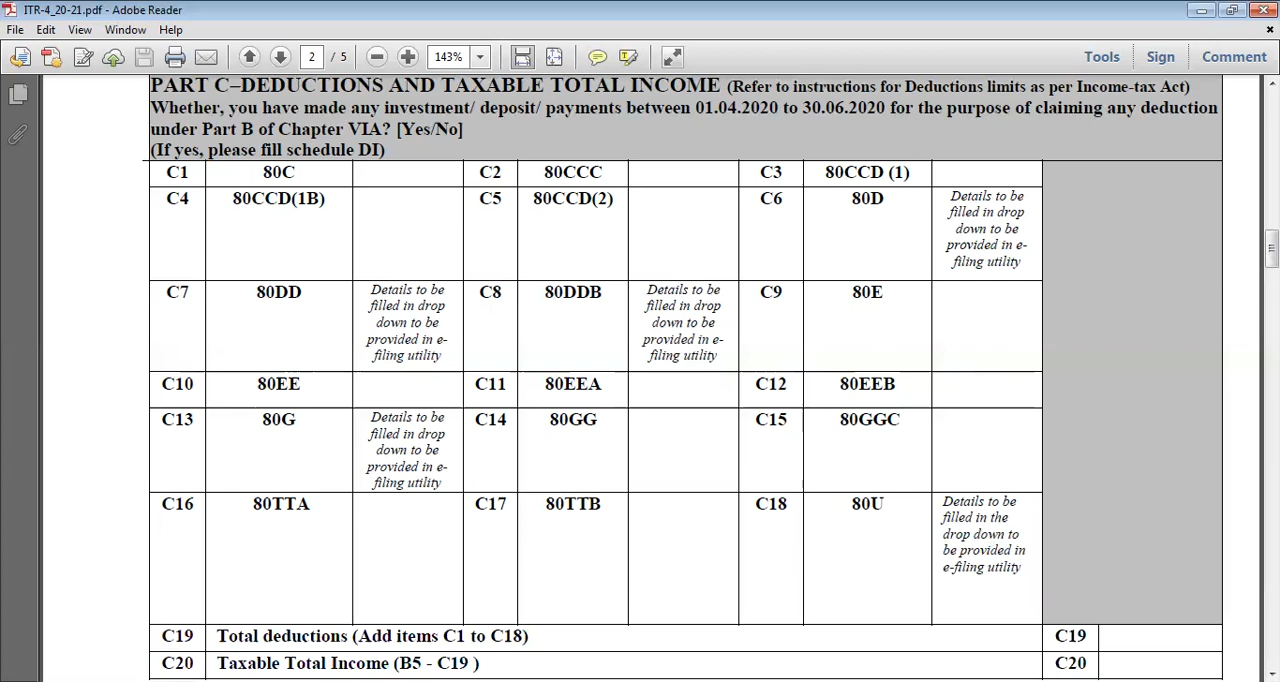 ITR-4_20-21.pdf - Adobe Reader
File Edit View Window Help
2 / 5 143% Tools Sign Comment
PART C–DEDUCTIONS AND TAXABLE TOTAL INCOME (Refer to instructions for Deductions limits as per Income-tax Act)
Whether, you have made any investment/ deposit/ payments between 01.04.2020 to 30.06.2020 for the purpose of claiming any deduction
under Part B of Chapter VIA? [Yes/No]
(If yes, please fill schedule DI)
C1 80C C2 80CCC C3 80CCD (1)
C4 80CCD(1B) C5 80CCD(2) C6 80D Details to be
filled in drop
down to be
provided in e-
filing utility
C7 80DD Details to be
filled in drop
down to be
provided in e-
filing utility
C8 80DDB Details to be
filled in drop
down to be
provided in e-
filing utility
C9 80E
C10 80EE C11 80EEA C12 80EEB
C13 80G Details to be
filled in drop
down to be
provided in e-
filing utility
C14 80GG C15 80GGC
C16 80TTA C17 80TTB C18 80U Details to be
filled in the
drop down to
be provided in
e-filing utility
C19 Total deductions (Add items C1 to C18) C19
C20 Taxable Total Income (B5 - C19 ) C20